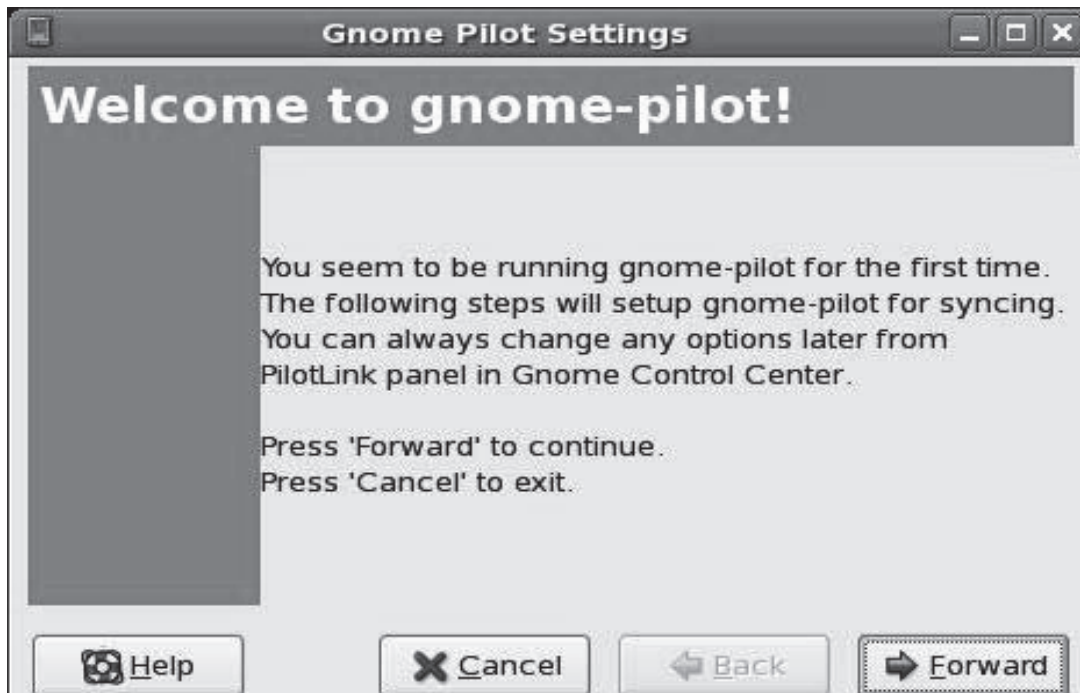 Gnome Pilot Settings
Welcome to gnome-pilot!
You seem to be running gnome-pilot for the first time.
The following steps will setup gnome-pilot for syncing.
You can always change any options later from
PilotLink panel in Gnome Control Center.
Press 'Forward' to continue.
Press 'Cancel' to exit.
Help Cancel Back Forward